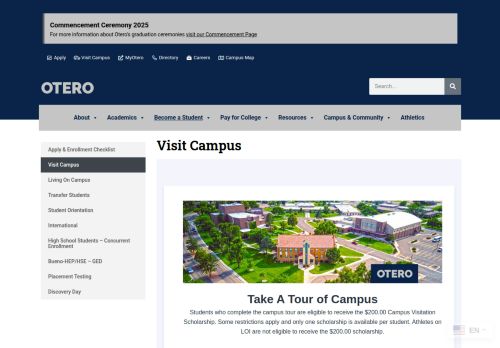 Commencement Ceremony 2025
For more information about Otero's graduation ceremonies visit our Commencement Page
Apply
Visit Campus
MyOtero
Directory
Careers
Campus Map
OTERO
Search...
About
Academics
Become a Student
Pay for College
Resources
Campus & Community
Athletics
Apply & Enrollment Checklist
Visit Campus
Living On Campus
Transfer Students
Student Orientation
International
High School Students – Concurrent
Enrollment
Bueno-HEP/HSE – GED
Placement Testing
Discovery Day
Visit Campus
OTERO
Take A Tour of Campus
Students who complete the campus tour are eligible to receive the $200.00 Campus Visitation
Scholarship. Some restrictions apply and only one scholarship is available per student. Athletes on
LOI are not eligible to receive the $200.00 scholarship.
EN